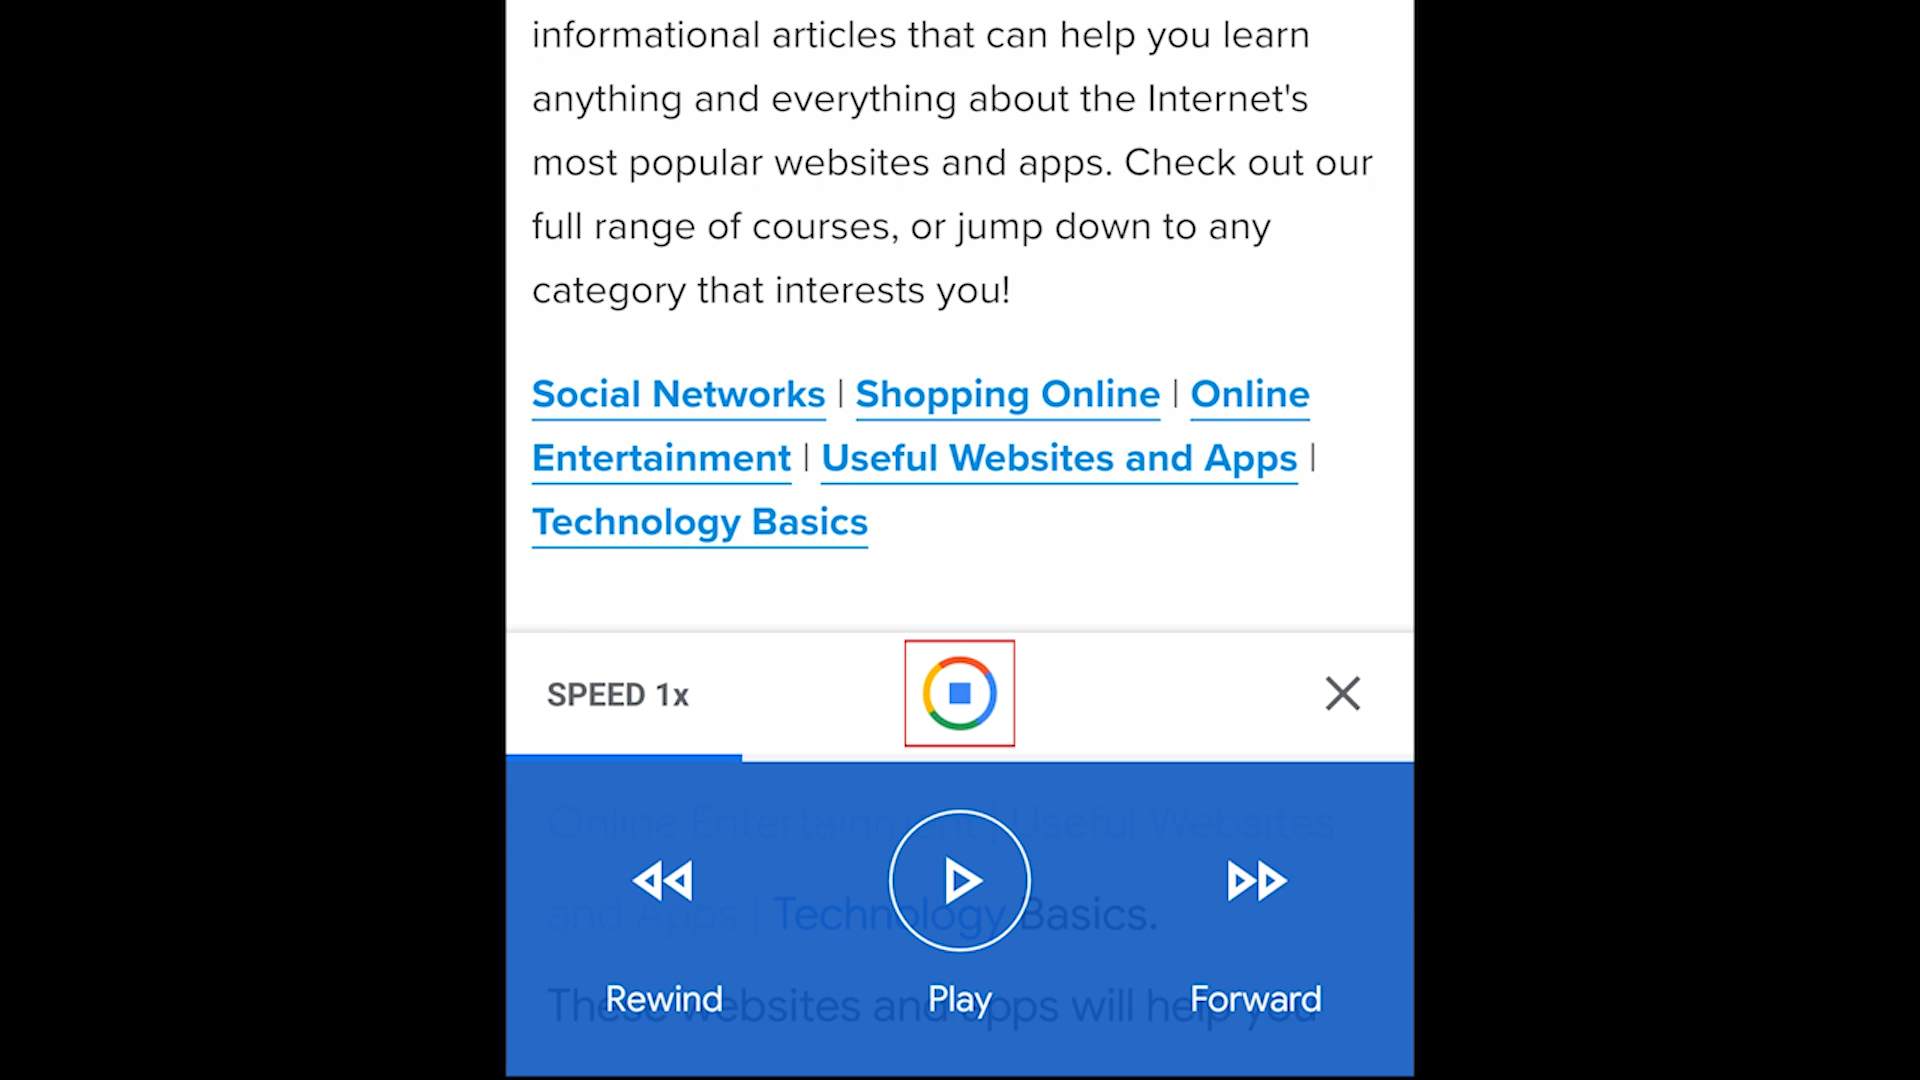 informational articles that can help you learn
anything and everything about the Internet's
most popular websites and apps. Check out our
full range of courses, or jump down to any
category that interests you!
Social Networks | Shopping Online | Online
Entertainment | Useful Websites and Apps |
Technology Basics
SPEED 1x
Online Entertainment | Useful Websites
and Apps | Technology Basics.
These websites and apps will help you
Rewind
Play
Forward